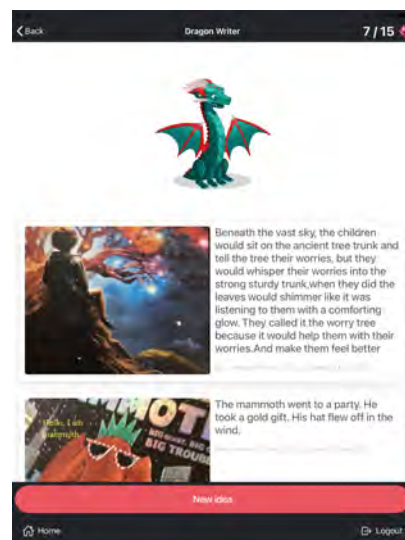 Back
Dragon Writer
7 / 15
Beneath the vast sky, the children
would sit on the ancient tree trunk and
tell the tree their worries, but they
would whisper their worries into the
strong sturdy trunk,when they did the
leaves would shimmer like it was
listening to them with a comforting
glow. They called it the worry tree
because it would help them with their
worries.And make them feel better
Hello, I am
BIG TROUB
The mammoth went to a party. He
took a gold gift. His hat flew off in the
wind.
New idea
Home
Logout